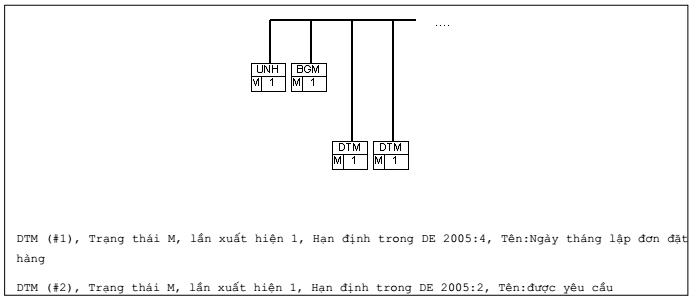 ....
UNH BGM
M 1 M 1
DTM DTM
M 1 M 1
DTM (#1), Trạng thái M, lần xuất hiện 1, Hạn định trong DE 2005:4, Tên:Ngày tháng lập đơn đặt
hàng
DTM (#2), Trạng thái M, lần xuất hiện 1, Hạn định trong DE 2005:2, Tên:được yêu cầu